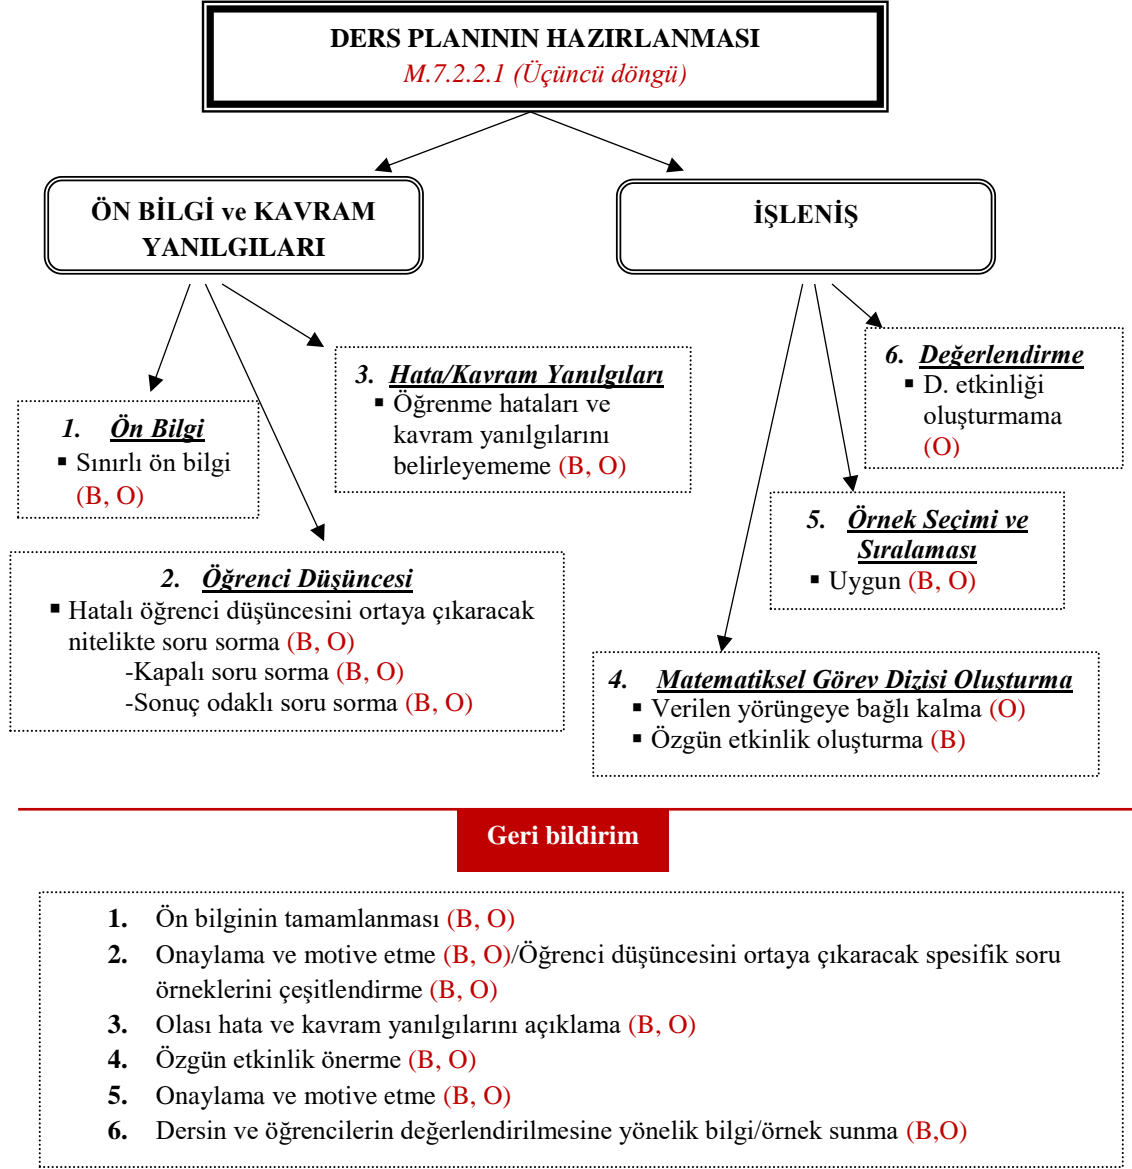 DERS PLANININ HAZIRLANMASI
M.7.2.2.1 (Üçüncü döngü)
ÖN BİLGİ ve KAVRAM
YANILGILARI
İŞLENİŞ
1. Ön Bilgi
▪ Sınırlı ön bilgi
(B, O)
3. Hata/Kavram Yanılgıları
▪ Öğrenme hataları ve
kavram yanılgılarını
belirleyememe (B, O)
2. Öğrenci Düşüncesi
▪ Hatalı öğrenci düşüncesini ortaya çıkaracak
nitelikte soru sorma (B, O)
-Kapalı soru sorma (B, O)
-Sonuç odaklı soru sorma (B, O)
6. Değerlendirme
▪ D. etkinliği
oluşturmama
(O)
5. Örnek Seçimi ve
Sıralaması
▪ Uygun (B, O)
4. Matematiksel Görev Dizisi Oluşturma
▪ Verilen yörüngeye bağlı kalma (O)
▪ Özgün etkinlik oluşturma (B)
Geri bildirim
1. Ön bilginin tamamlanması (B, O)
2. Onaylama ve motive etme (B, O)/Öğrenci düşüncesini ortaya çıkaracak spesifik soru
örneklerini çeşitlendirme (B, O)
3. Olası hata ve kavram yanılgılarını açıklama (B, O)
4. Özgün etkinlik önerme (B, O)
5. Onaylama ve motive etme (B, O)
6. Dersin ve öğrencilerin değerlendirilmesine yönelik bilgi/örnek sunma (B,O)